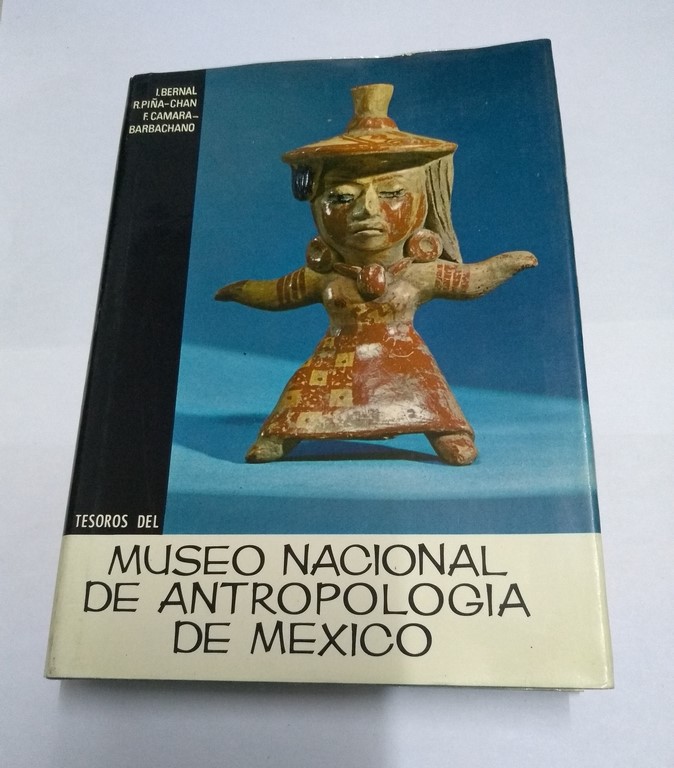 I.BERNAL
R.PIÑA-CHAN
F.CAMARA-
BARBACHANO
TESOROS DEL
MUSEO NACIONAL
DE ANTROPOLOGIA
DE MEXICO